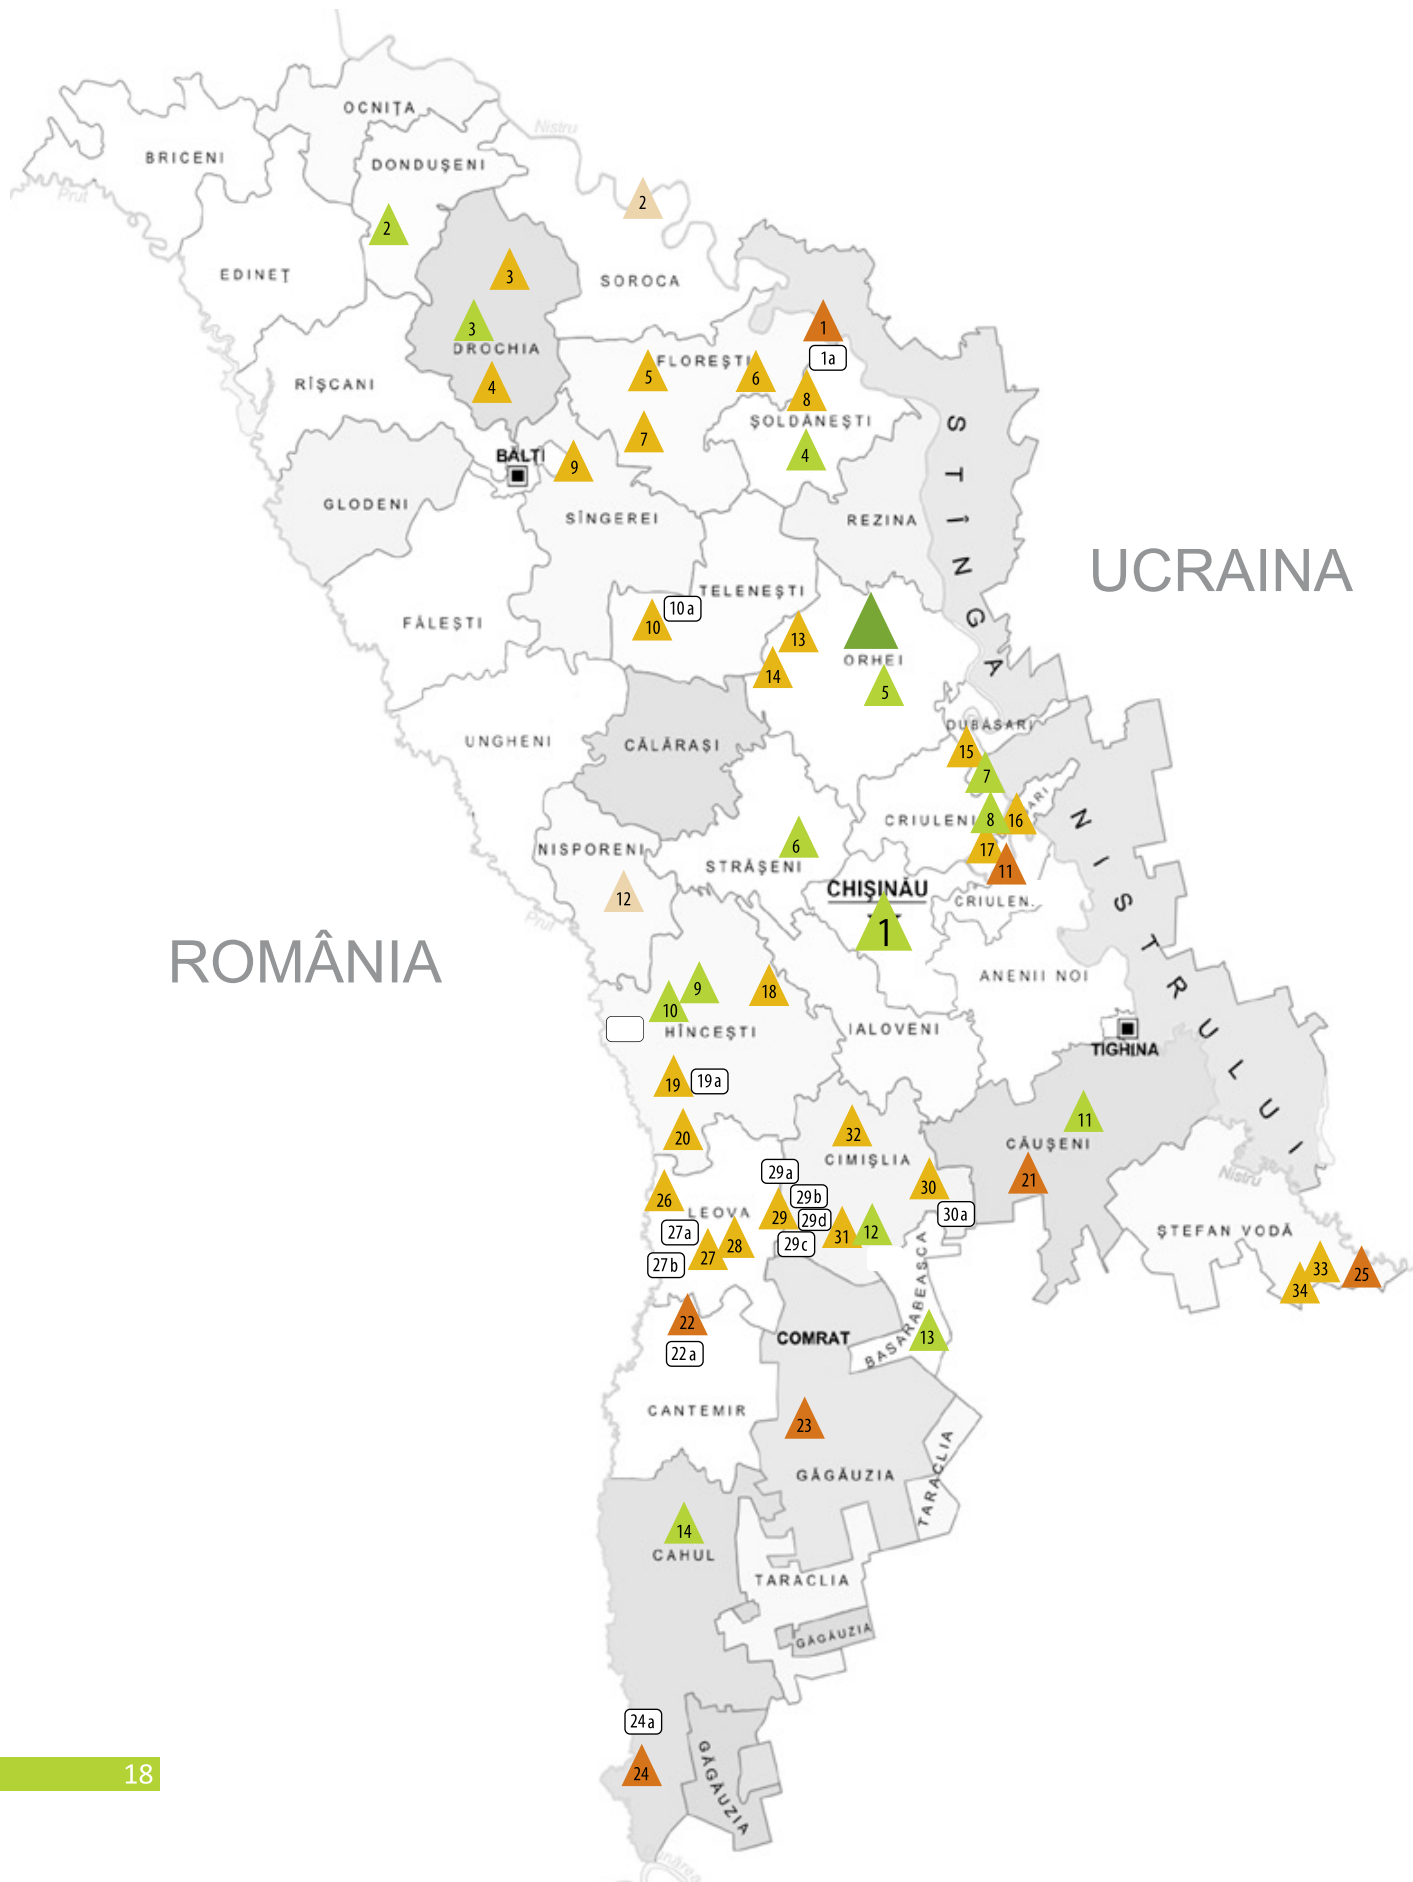 OCNIȚA
Nistru
BRICENI
DONDUȘENI
Prut
2
2
EDINEȚ
3
SOROCA
3
1
DROCHIA
1a
FLOREȘTI
RÎȘCANI
4
5
6
8
ȘOLDĂNEȘTI
7
4
BĂLȚI
9
GLODENI
SÎNGEREI
REZINA
STÎNGA
UCRAINA
TELENEȘTI
10a
10
FĂLEȘTI
13
14
ORHEI
5
DUBĂSARI
UNGHENI
CĂLĂRAȘI
15
7
8
16
ARI
CRIULENI
17
11
NISTRULUI
NISPORENI
6
STRĂȘENI
CHIȘINĂU
1
CRIULEN
12
Prut
ROMÂNIA
ANENII NOI
9
18
10
HÎNCEȘTI
IALOVENI
TIGHINA
19
19a
20
32
11
CIMIȘLIA
CĂUȘENI
29a
30
21
Nistru
26
29b
LEOVA
29
29d
31
12
30a
27a
28
29c
27
27b
ȘTEFAN VODĂ
33
25
34
22
22a
COMRAT
BASARABEASCA
13
CANTEMIR
23
GĂGĂUZIA
TARACLIA
14
CAHUL
TARACLIA
GĂGĂUZIA
24a
24
GĂGĂUZIA
18